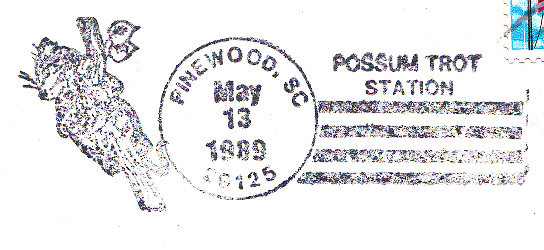 PINEWOOD, SC
May
13
1989
29125
POSSUM TROT
STATION